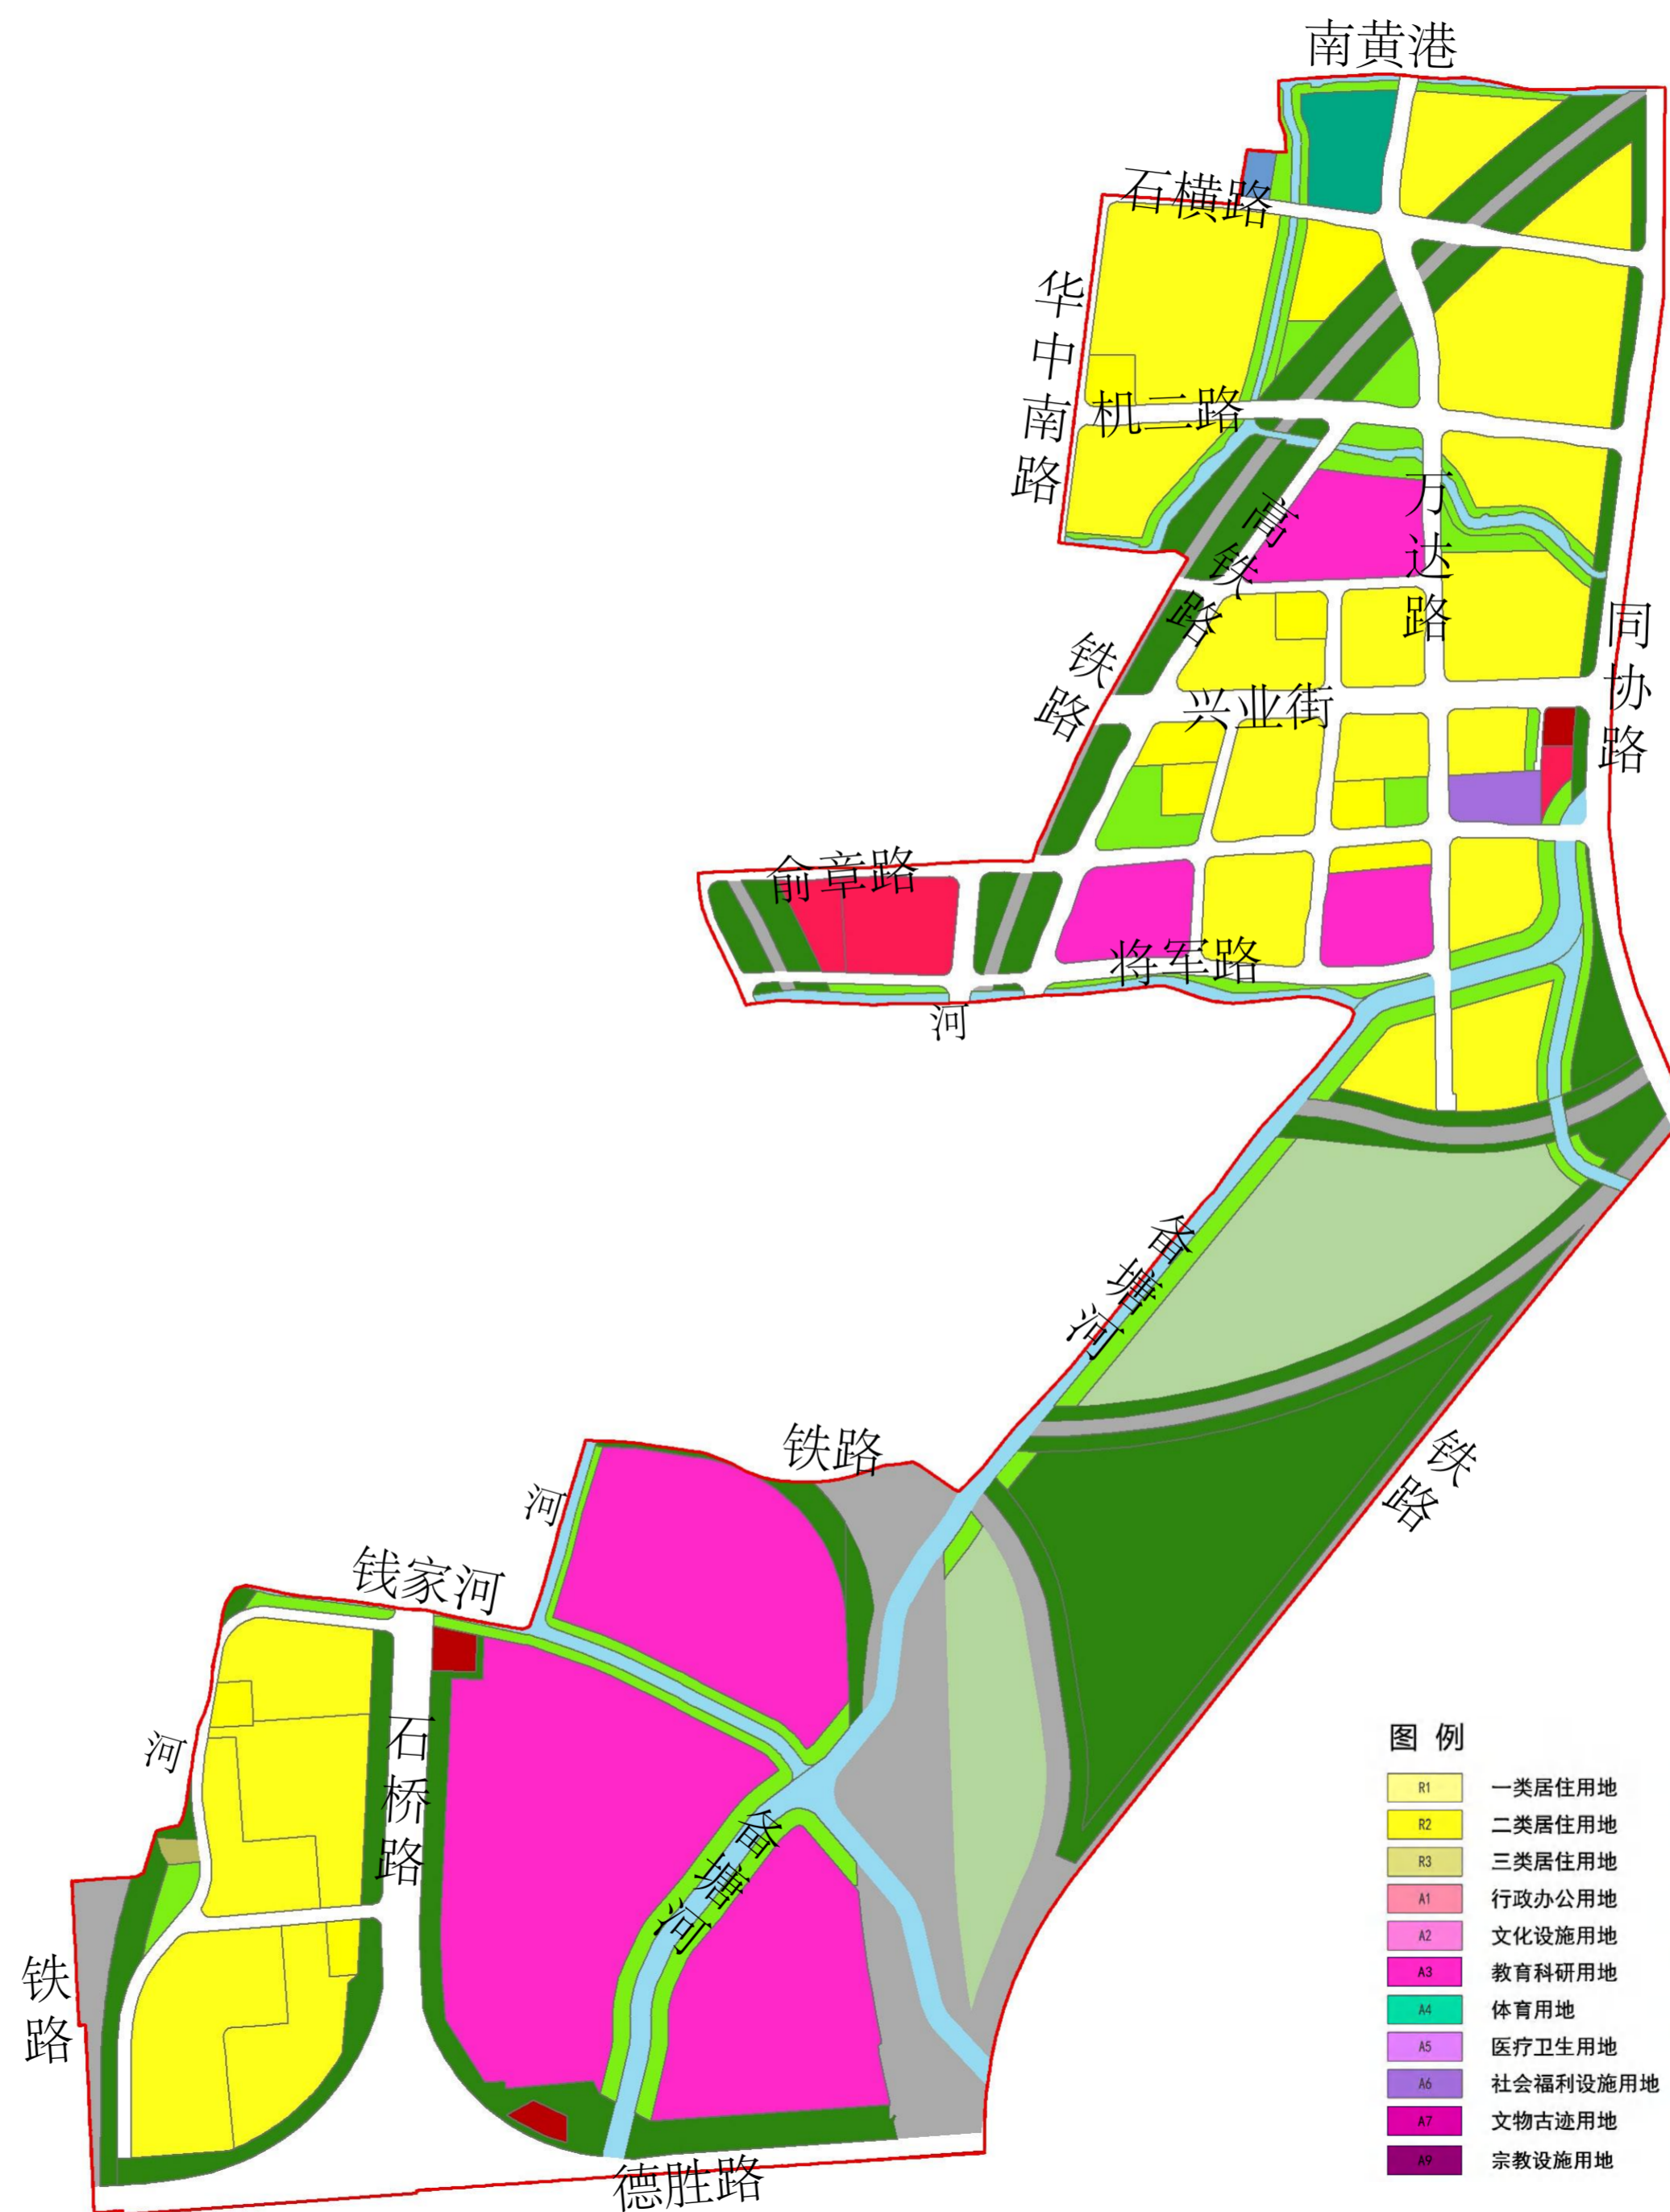 南黄港
石横路
华中南路
机二路
高铁路
万达路
同协路
铁路
兴业街
俞章路
将军路
河
备塘河
铁路
铁路
河
钱家河
河
石桥路
备塘河
铁路
德胜路
图 例
R1 一类居住用地
R2 二类居住用地
R3 三类居住用地
A1 行政办公用地
A2 文化设施用地
A3 教育科研用地
A4 体育用地
A5 医疗卫生用地
A6 社会福利设施用地
A7 文物古迹用地
A9 宗教设施用地